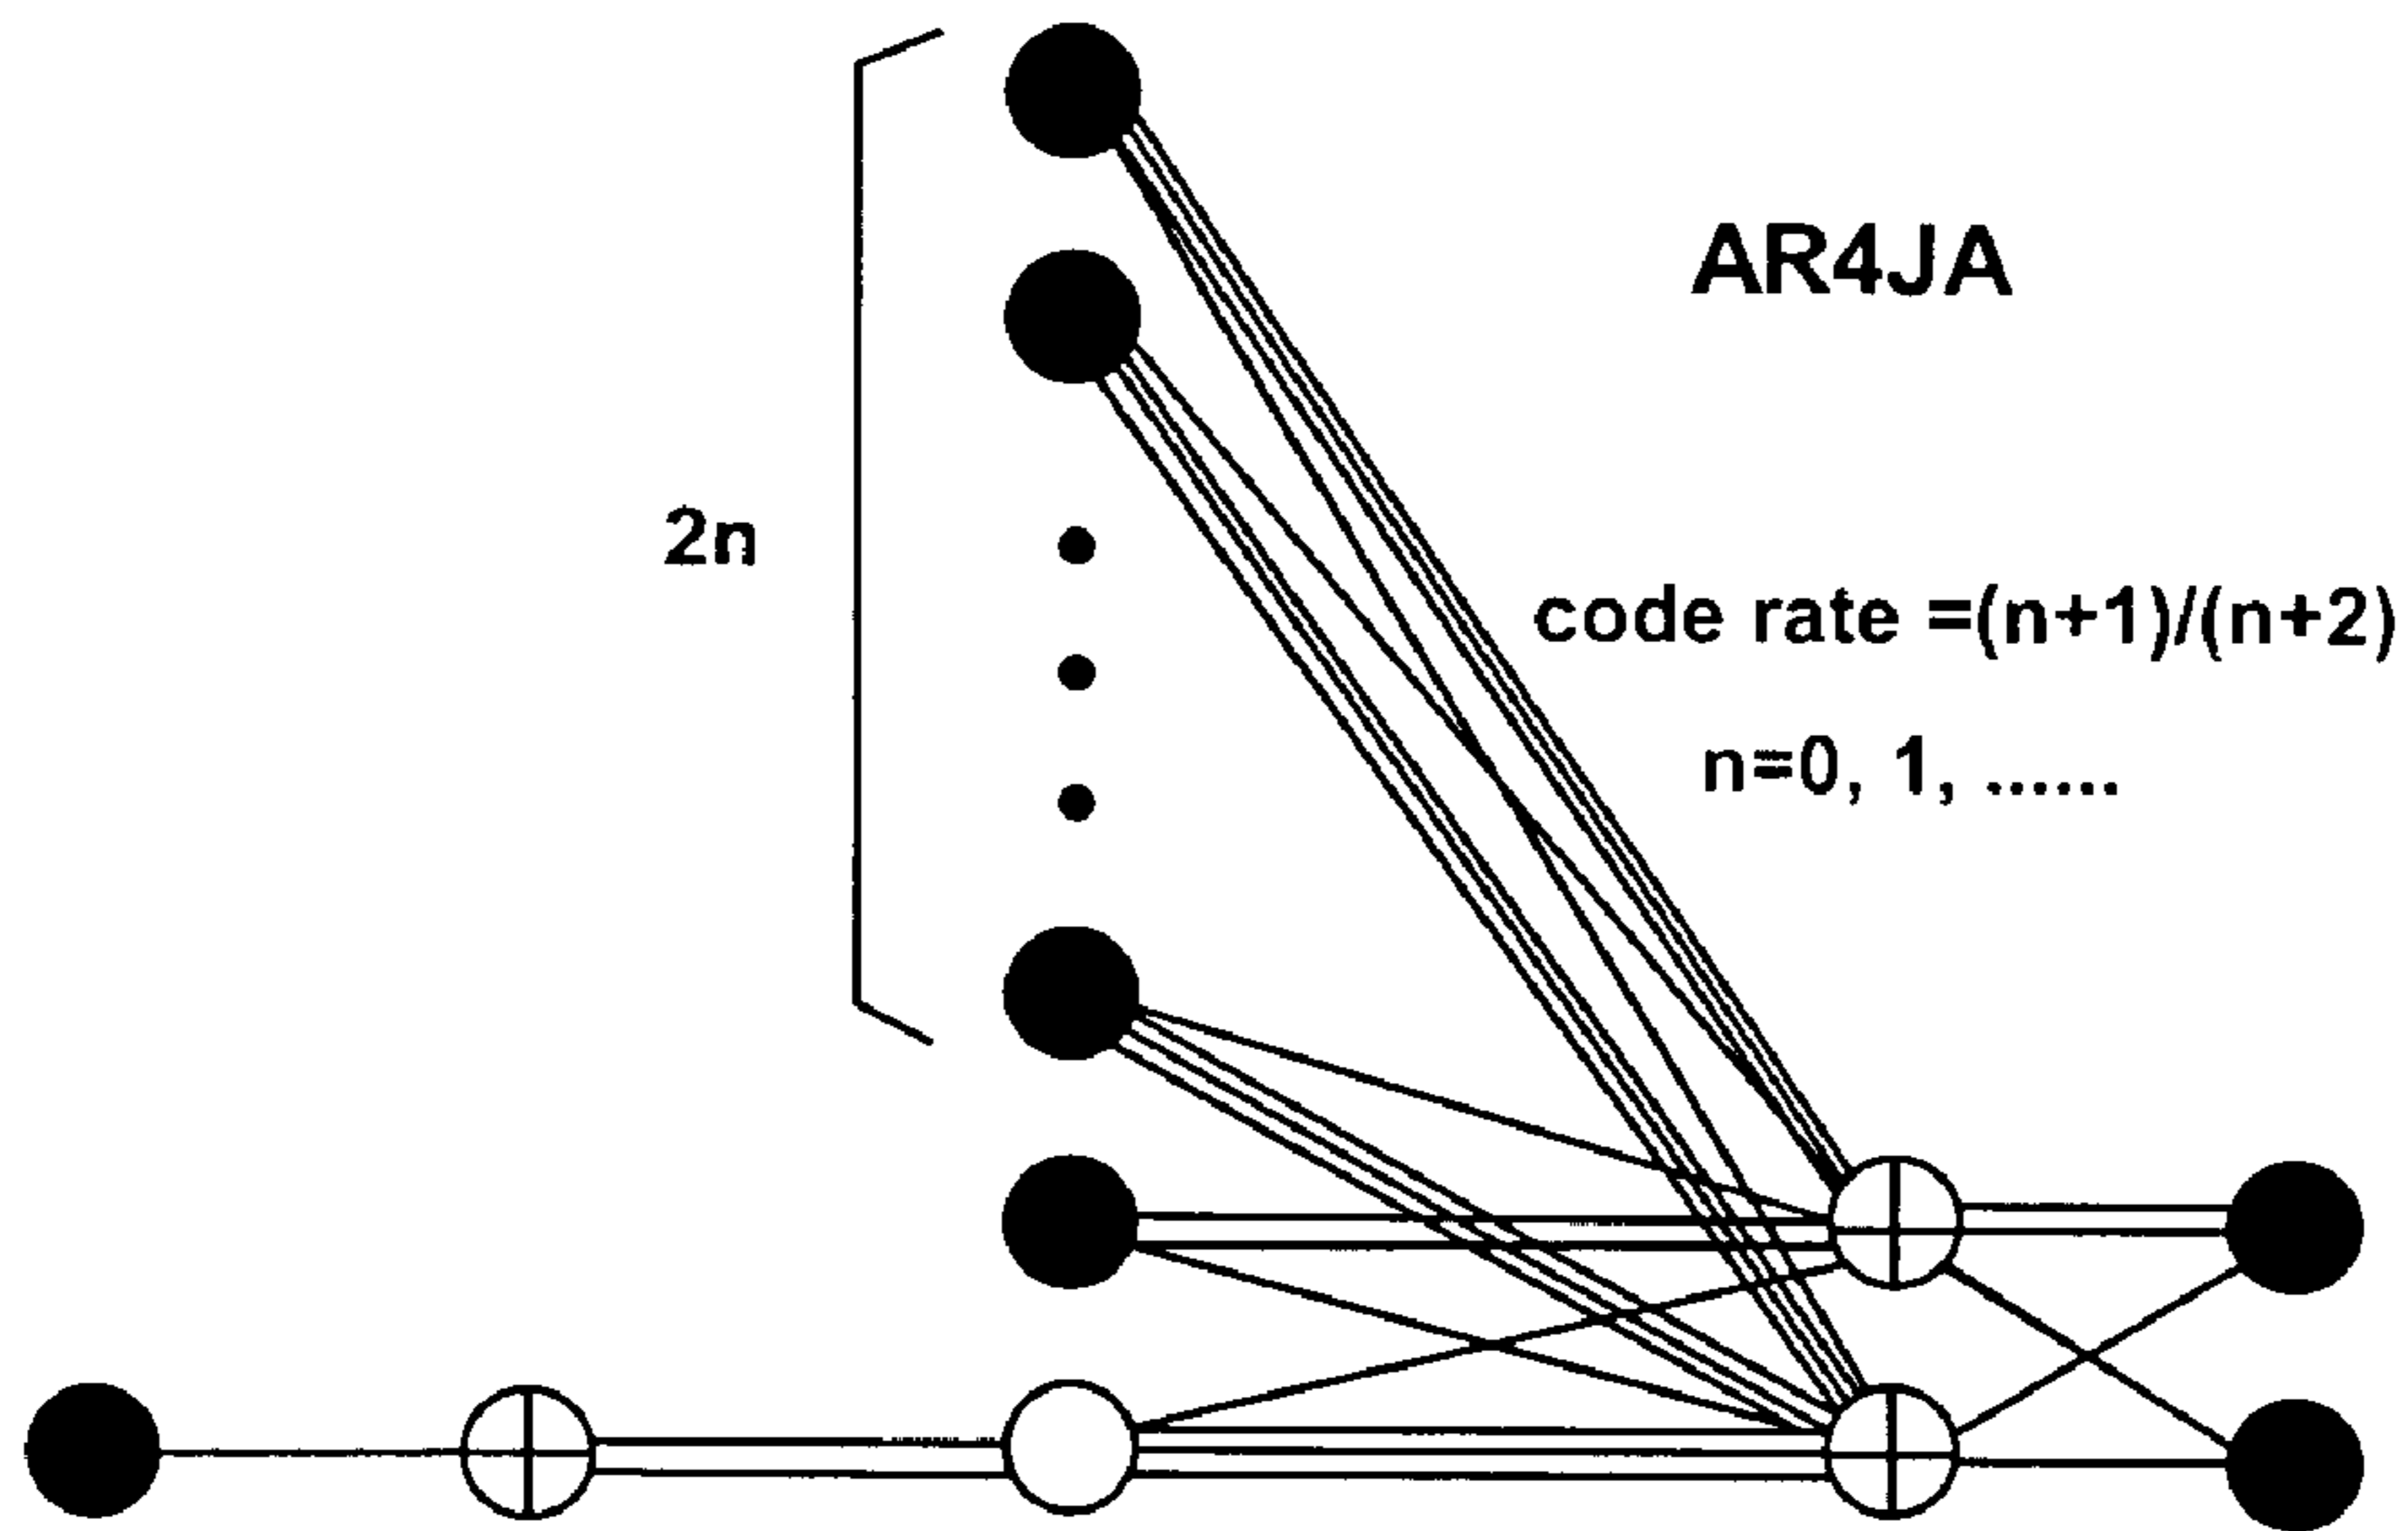 AR4JA
2n
code rate =(n+1)/(n+2)
n=0, 1, ......